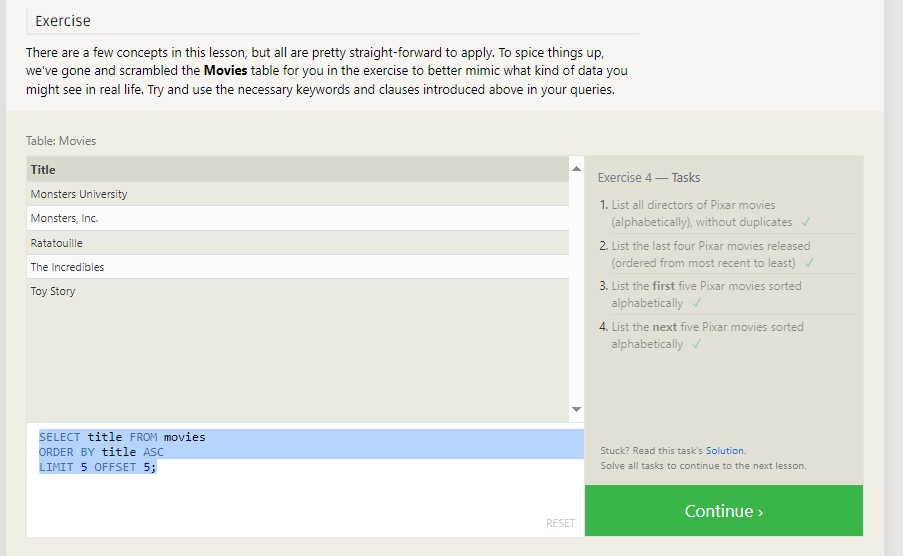 Exercise
There are a few concepts in this lesson, but all are pretty straight-forward to apply. To spice things up,
we've gone and scrambled the Movies table for you in the exercise to better mimic what kind of data you
might see in real life. Try and use the necessary keywords and clauses introduced above in your queries.
Table: Movies
Title
Monsters University
Monsters, Inc.
Ratatouille
The Incredibles
Toy Story
SELECT title FROM movies
ORDER BY title ASC
LIMIT 5 OFFSET 5;
RESET
Exercise 4 — Tasks
1. List all directors of Pixar movies
(alphabetically), without duplicates ✓
2. List the last four Pixar movies released
(ordered from most recent to least) ✓
3. List the first five Pixar movies sorted
alphabetically ✓
4. List the next five Pixar movies sorted
alphabetically ✓
Stuck? Read this task's Solution.
Solve all tasks to continue to the next lesson.
Continue ›